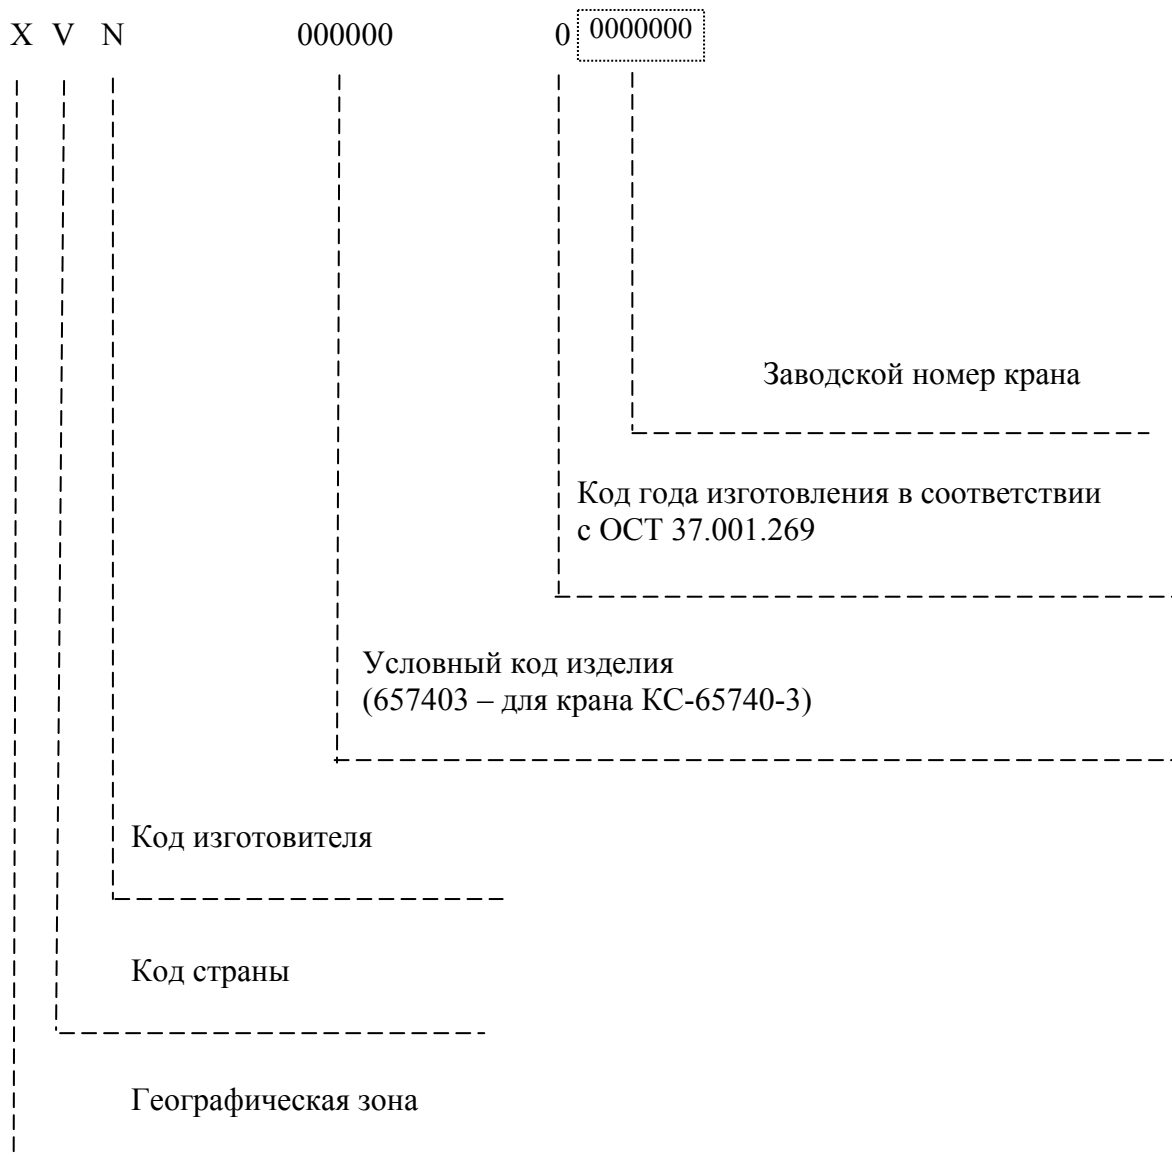 X V N 000000 0 0000000
Заводской номер крана
Код года изготовления в соответствии
с ОСТ 37.001.269
Условный код изделия
(657403 – для крана КС-65740-3)
Код изготовителя
Код страны
Географическая зона